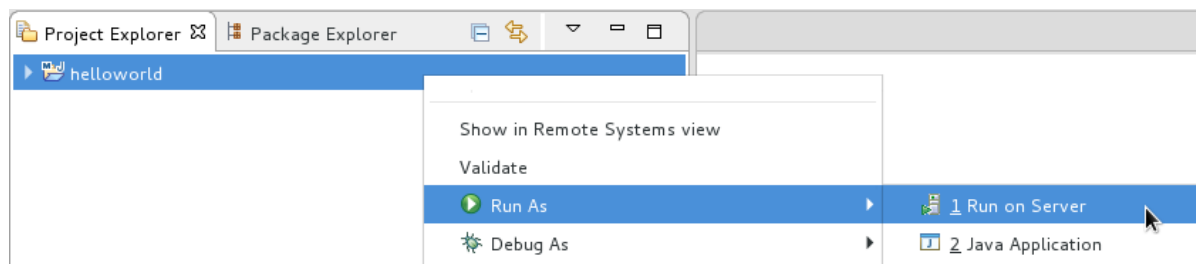 Project Explorer Package Explorer
helloworld
Show in Remote Systems view
Validate
Run As 1 Run on Server
Debug As 2 Java Application